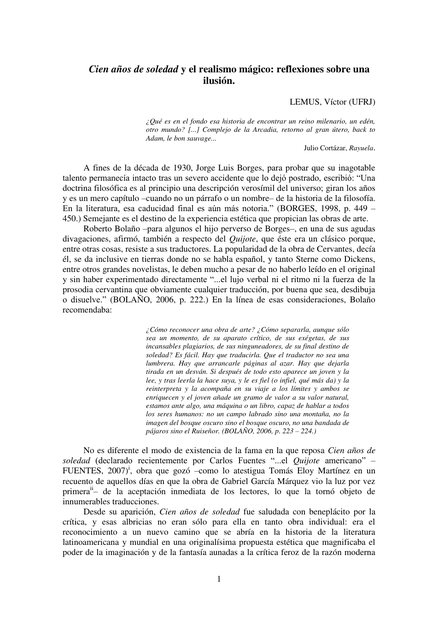 Cien años de soledad y el realismo mágico: reflexiones sobre una
ilusión.
LEMUS, Víctor (UFRJ)
¿Qué es en el fondo esa historia de encontrar un reino milenario, un edén,
otro mundo? [...] Complejo de la Arcadia, retorno al gran útero, back to
Adam, le bon sauvage...
Julio Cortázar, Rayuela.
A fines de la década de 1930, Jorge Luis Borges, para probar que su inagotable
talento permanecía intacto tras un severo accidente que lo dejó postrado, escribió: “Una
doctrina filosófica es al principio una descripción verosímil del universo; giran los años
y es un mero capítulo –cuando no un párrafo o un nombre– de la historia de la filosofía.
En la literatura, esa caducidad final es aún más notoria.” (BORGES, 1998, p. 449 –
450.) Semejante es el destino de la experiencia estética que propician las obras de arte.
Roberto Bolaño –para algunos el hijo perverso de Borges–, en una de sus agudas
divagaciones, afirmó, también a respecto del Quijote, que éste era un clásico porque,
entre otras cosas, resiste a sus traductores. La popularidad de la obra de Cervantes, decía
él, se da inclusive en tierras donde no se habla español, y tanto Sterne como Dickens,
entre otros grandes novelistas, le deben mucho a pesar de no haberlo leído en el original
y sin haber experimentado directamente “...el lujo verbal ni el ritmo ni la fuerza de la
prosodia cervantina que obviamente cualquier traducción, por buena que sea, desdibuja
o disuelve.” (BOLAÑO, 2006, p. 222.) En la línea de esas consideraciones, Bolaño
recomendaba:
¿Cómo reconocer una obra de arte? ¿Cómo separarla, aunque sólo
sea un momento, de su aparato crítico, de sus exégetas, de sus
incansables plagiarios, de sus ninguneadores, de su final destino de
soledad? Es fácil. Hay que traducirla. Que el traductor no sea una
lumbrera. Hay que arrancarle páginas al azar. Hay que dejarla
tirada en un desván. Si después de todo esto aparece un joven y la
lee, y tras leerla la hace suya, y le es fiel (o infiel, qué más da) y la
reinterpreta y la acompaña en su viaje a los límites y ambos se
enriquecen y el joven añade un gramo de valor a su valor natural,
estamos ante algo, una máquina o un libro, capaz de hablar a todos
los seres humanos: no un campo labrado sino una montaña, no la
imagen del bosque oscuro sino el bosque oscuro, no una bandada de
pájaros sino el Ruiseñor. (BOLAÑO, 2006, p. 223 – 224.)
No es diferente el modo de existencia de la fama en la que reposa Cien años de
soledad (declarado recientemente por Carlos Fuentes “...el Quijote americano” –
FUENTES, 2007)i, obra que gozó –como lo atestigua Tomás Eloy Martínez en un
recuento de aquellos días en que la obra de Gabriel García Márquez vio la luz por vez
primeraii– de la aceptación inmediata de los lectores, lo que la tornó objeto de
innumerables traducciones.
Desde su aparición, Cien años de soledad fue saludada con beneplácito por la
crítica, y esas albricias no eran sólo para ella en tanto obra individual: era el
reconocimiento a un nuevo camino que se abría en la historia de la literatura
latinoamericana y mundial en una originalísima propuesta estética que magnificaba el
poder de la imaginación y de la fantasía aunadas a la crítica feroz de la razón moderna
1